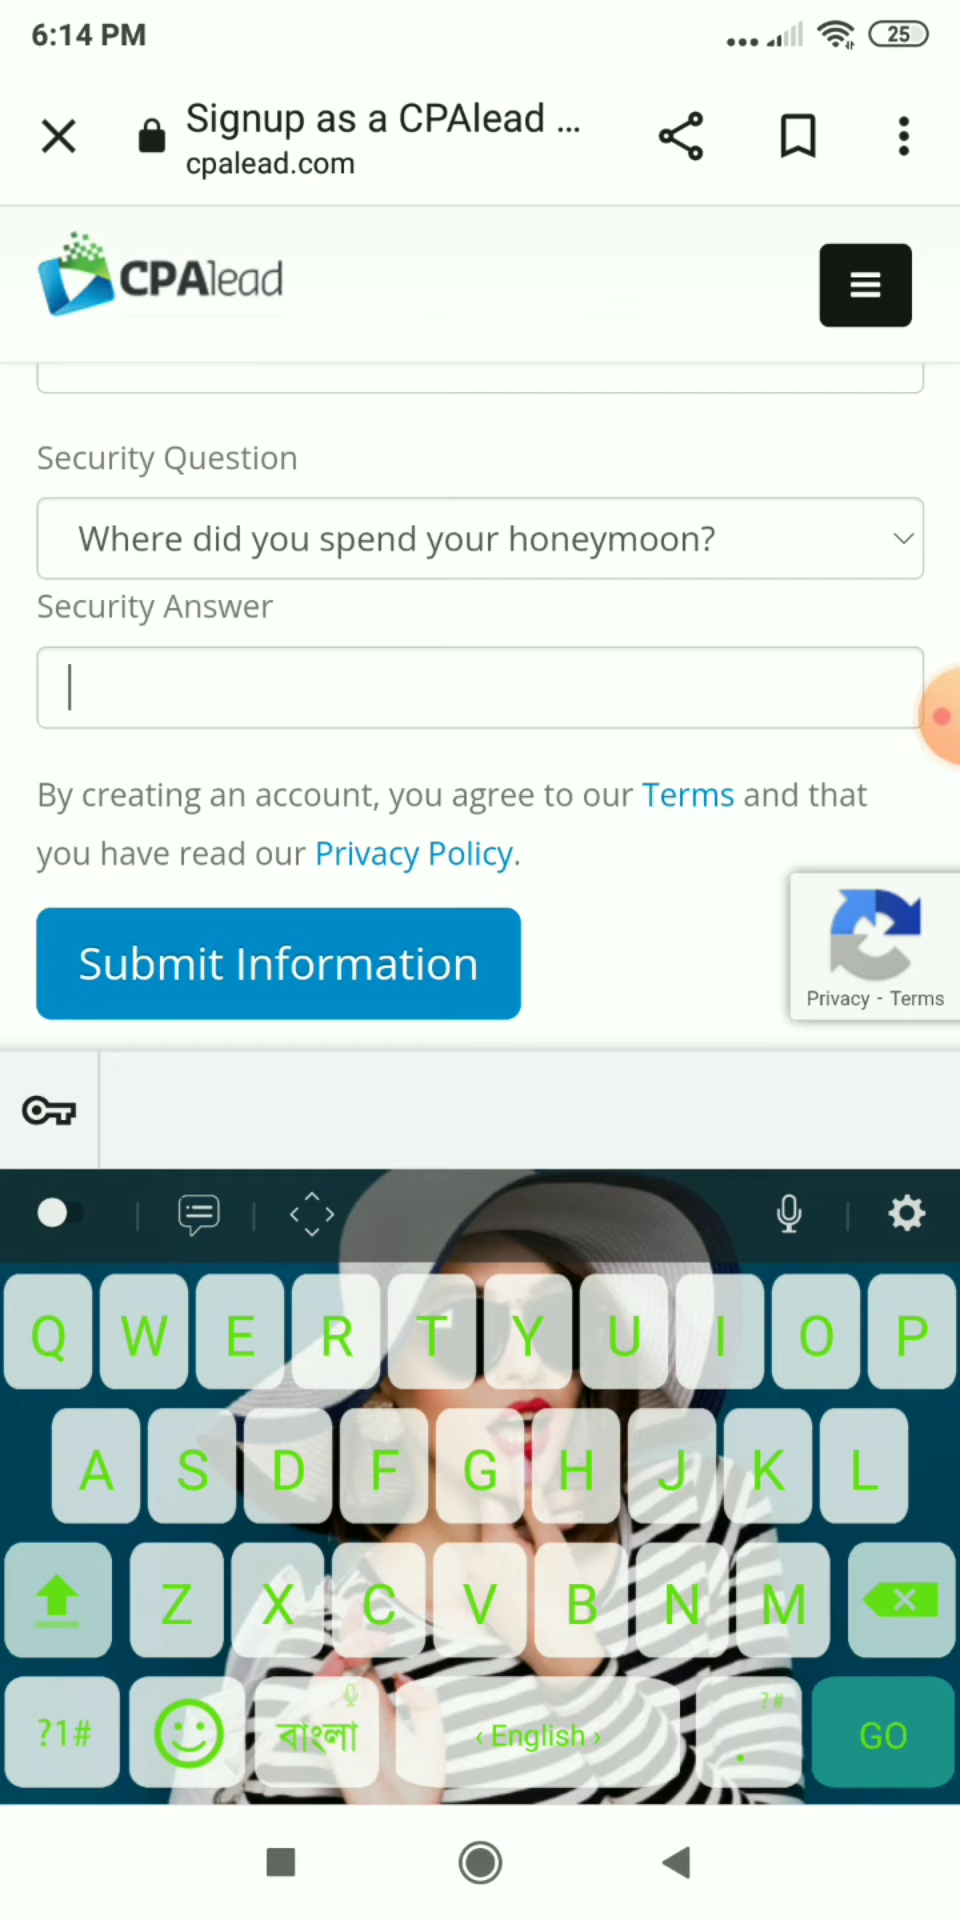 6:14 PM
25
Signup as a CPAlead ...
cpalead.com
CPAlead
Security Question
Where did you spend your honeymoon?
Security Answer
By creating an account, you agree to our Terms and that
you have read our Privacy Policy.
Submit Information
Privacy - Terms
Q W E R T Y U I O P
A S D F G H J K L
Z X C V B N M
?1# বাংলা ‹ English › ?# . GO